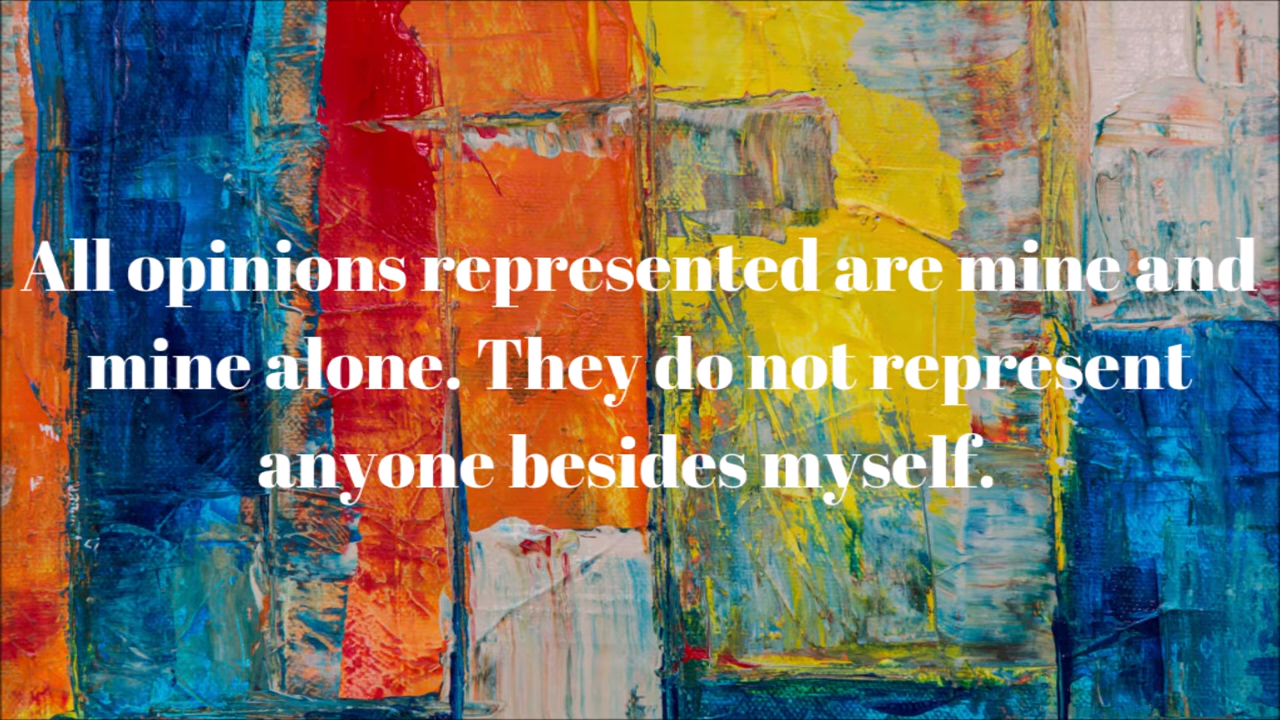 All opinions represented are mine and
mine alone. They do not represent
anyone besides myself.